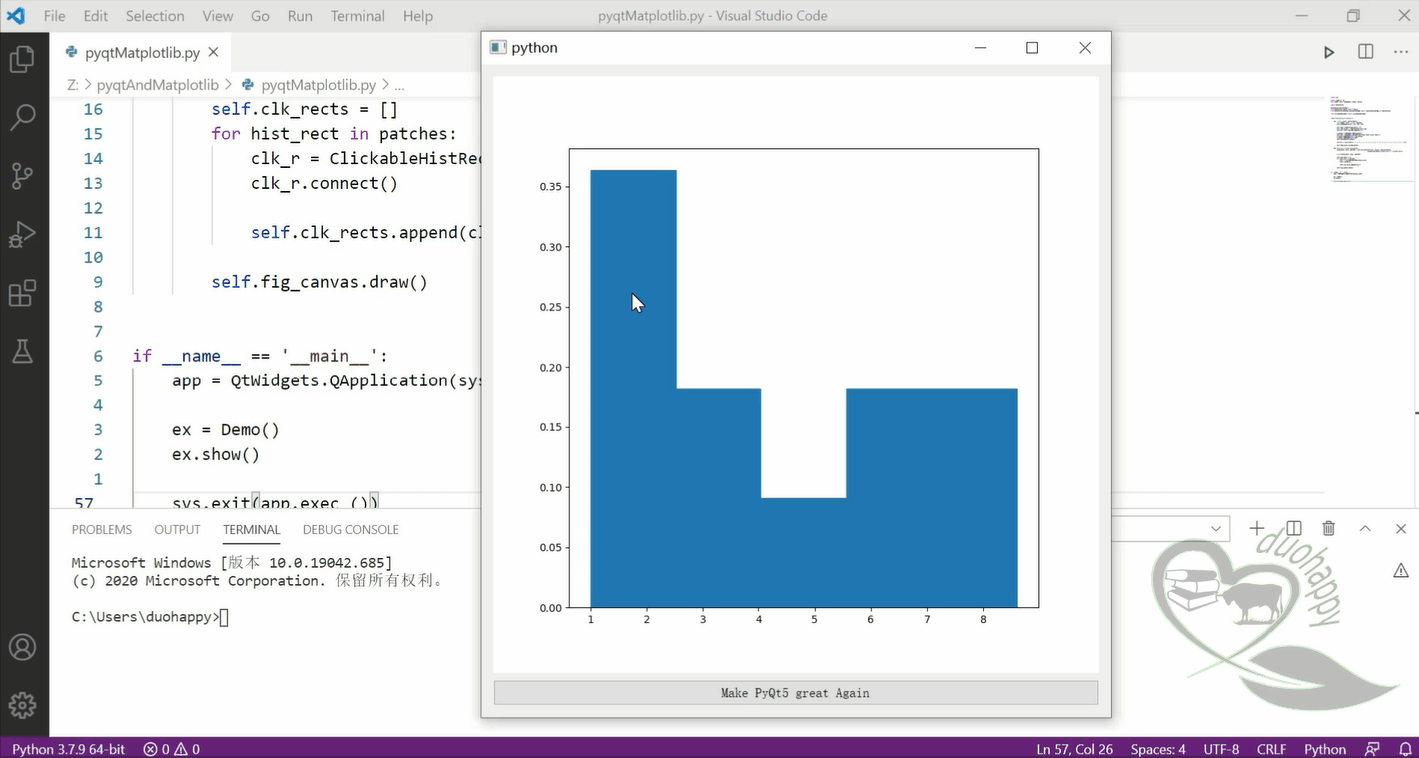 File Edit Selection View Go Run Terminal Help
pyqtMatplotlib.py - Visual Studio Code
pyqtMatplotlib.py
Z: > pyqtAndMatplotlib > pyqtMatplotlib.py > ...
16 self.clk_rects = []
15 for hist_rect in patches:
14 clk_r = ClickableHistRec
13 clk_r.connect()
12
11 self.clk_rects.append(cl
10
9 self.fig_canvas.draw()
8
7
6 if __name__ == '__main__':
5 app = QtWidgets.QApplication(sys
4
3 ex = Demo()
2 ex.show()
1
57 sys.exit(app.exec_())
python
0.35
0.30
0.25
0.20
0.15
0.10
0.05
0.00
1 2 3 4 5 6 7 8
Make PyQt5 great Again
PROBLEMS OUTPUT TERMINAL DEBUG CONSOLE
Microsoft Windows [版本 10.0.19042.685]
(c) 2020 Microsoft Corporation. 保留所有权利。
C:\Users\duohappy>
duohappy
Python 3.7.9 64-bit 0 0
Ln 57, Col 26 Spaces: 4 UTF-8 CRLF Python